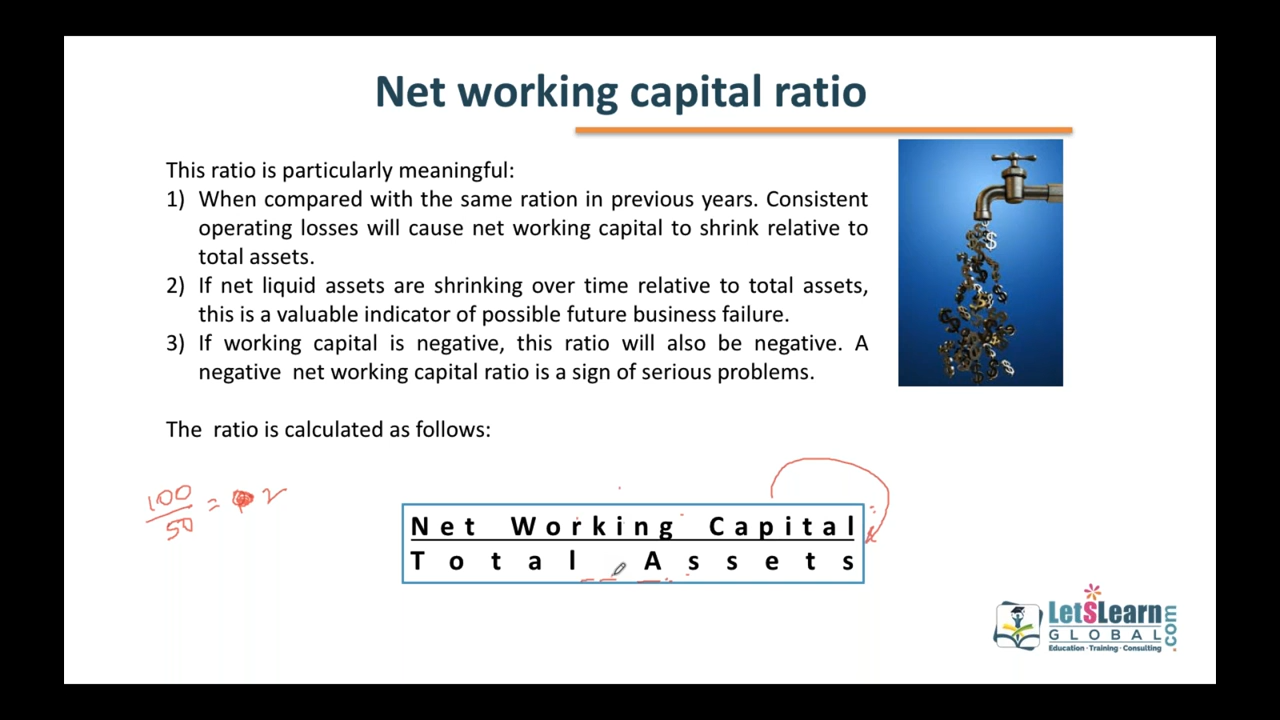 Net working capital ratio
This ratio is particularly meaningful:
1) When compared with the same ration in previous years. Consistent
operating losses will cause net working capital to shrink relative to
total assets.
2) If net liquid assets are shrinking over time relative to total assets,
this is a valuable indicator of possible future business failure.
3) If working capital is negative, this ratio will also be negative. A
negative net working capital ratio is a sign of serious problems.
The ratio is calculated as follows:
100
50
= 2
Net Working Capital
Total Assets
LetSLearn
GLOBAL
.com
Education · Training · Consulting